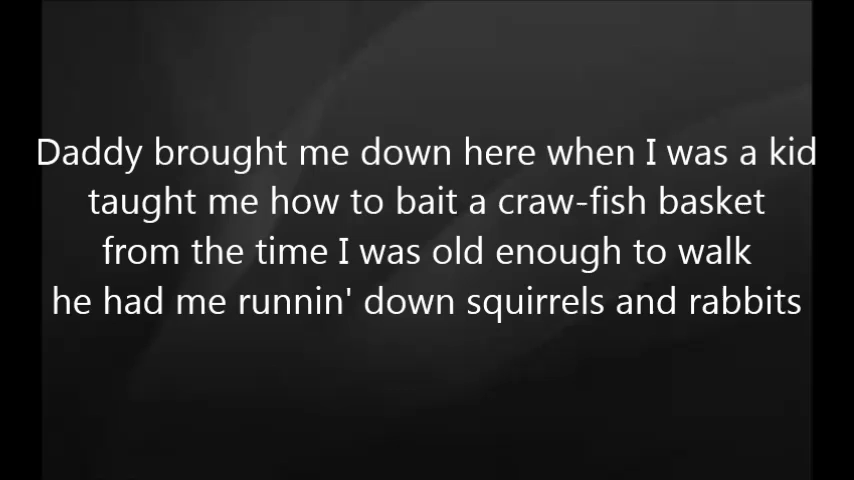 Daddy brought me down here when I was a kid
taught me how to bait a craw-fish basket
from the time I was old enough to walk
he had me runnin' down squirrels and rabbits